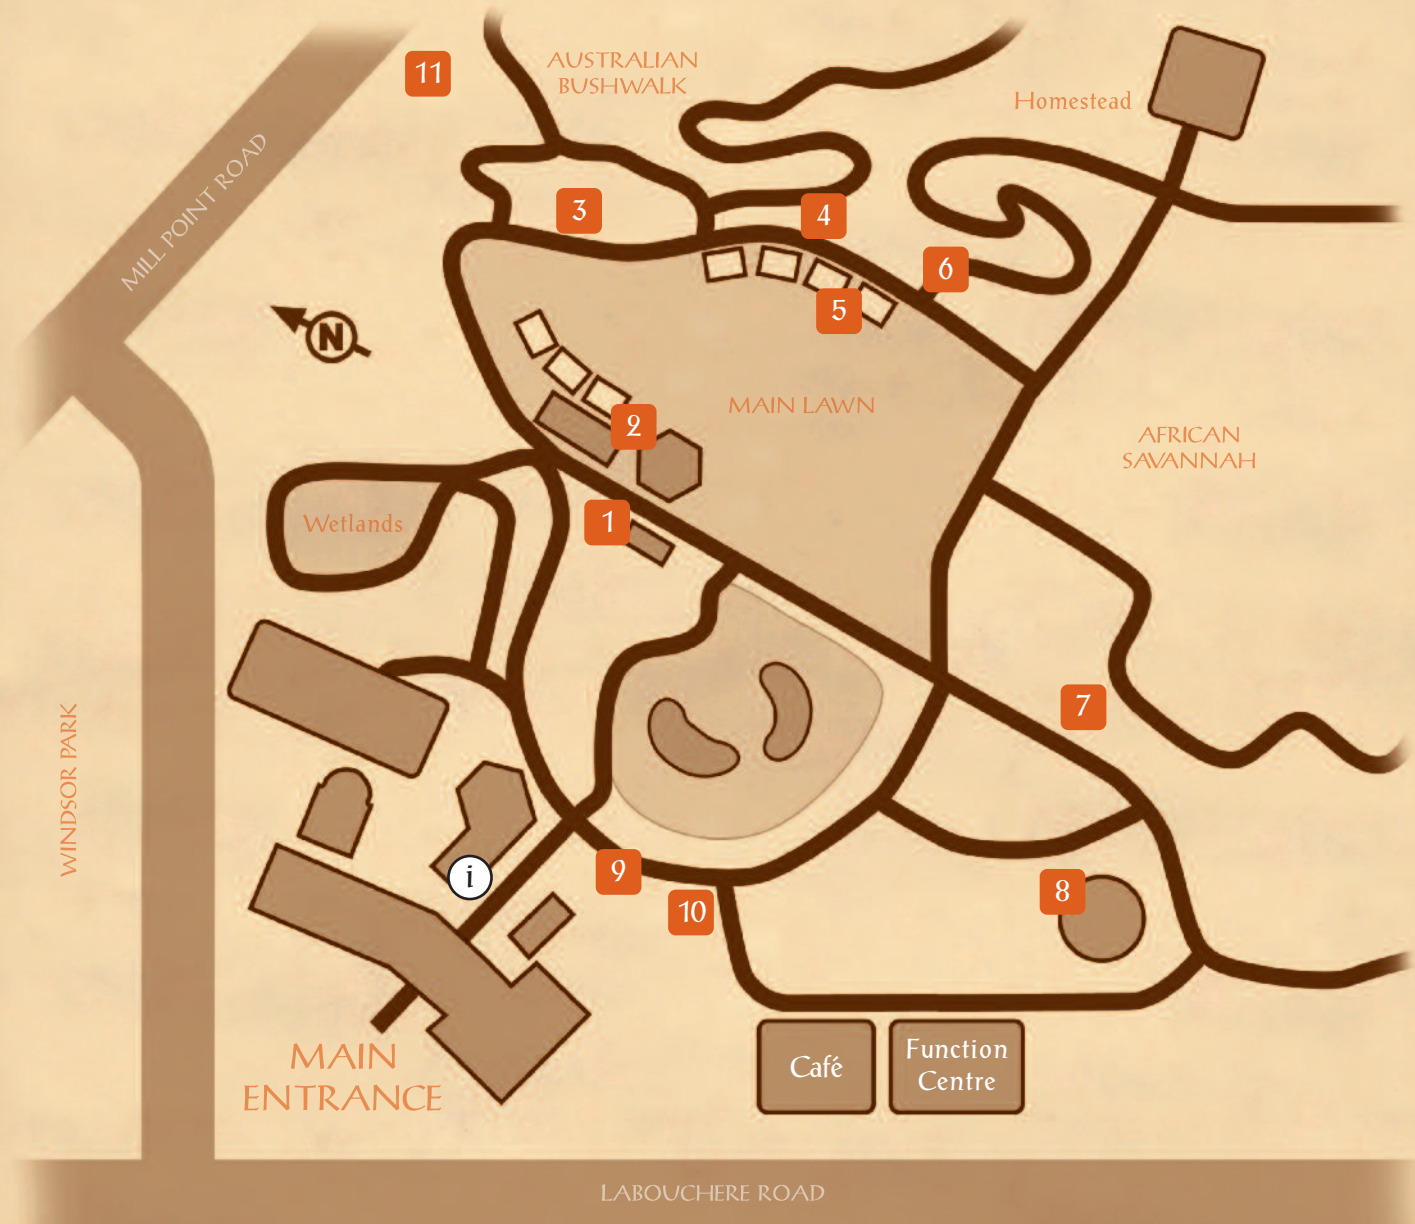 11
AUSTRALIAN
BUSHWALK
Homestead
MILL POINT ROAD
3
4
6
5
N
MAIN LAWN
2
AFRICAN
SAVANNAH
Wetlands
1
7
WINDSOR PARK
9
i
8
10
MAIN
ENTRANCE
Café
Function
Centre
LABOUCHERE ROAD